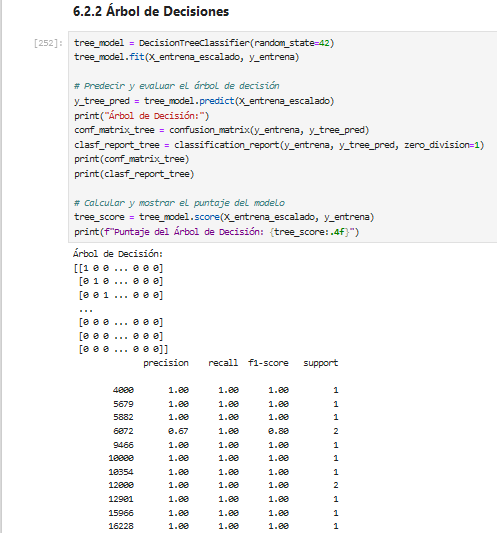 6.2.2 Árbol de Decisiones
[252]: tree_model = DecisionTreeClassifier(random_state=42)
tree_model.fit(X_entrena_escalado, y_entrena)
# Predecir y evaluar el árbol de decisión
y_tree_pred = tree_model.predict(X_entrena_escalado)
print("Árbol de Decisión:")
conf_matrix_tree = confusion_matrix(y_entrena, y_tree_pred)
clasf_report_tree = classification_report(y_entrena, y_tree_pred, zero_division=1)
print(conf_matrix_tree)
print(clasf_report_tree)
# Calcular y mostrar el puntaje del modelo
tree_score = tree_model.score(X_entrena_escalado, y_entrena)
print(f"Puntaje del Árbol de Decisión: {tree_score:.4f}")
Árbol de Decisión:
[[1 0 0 ... 0 0 0]
[0 1 0 ... 0 0 0]
[0 0 1 ... 0 0 0]
...
[0 0 0 ... 0 0 0]
[0 0 0 ... 0 0 0]
[0 0 0 ... 0 0 0]]
precision recall f1-score support
4000 1.00 1.00 1.00 1
5679 1.00 1.00 1.00 1
5882 1.00 1.00 1.00 1
6072 0.67 1.00 0.80 2
9466 1.00 1.00 1.00 1
10000 1.00 1.00 1.00 1
10354 1.00 1.00 1.00 1
12000 1.00 1.00 1.00 2
12901 1.00 1.00 1.00 1
15966 1.00 1.00 1.00 1
16228 1.00 1.00 1.00 1